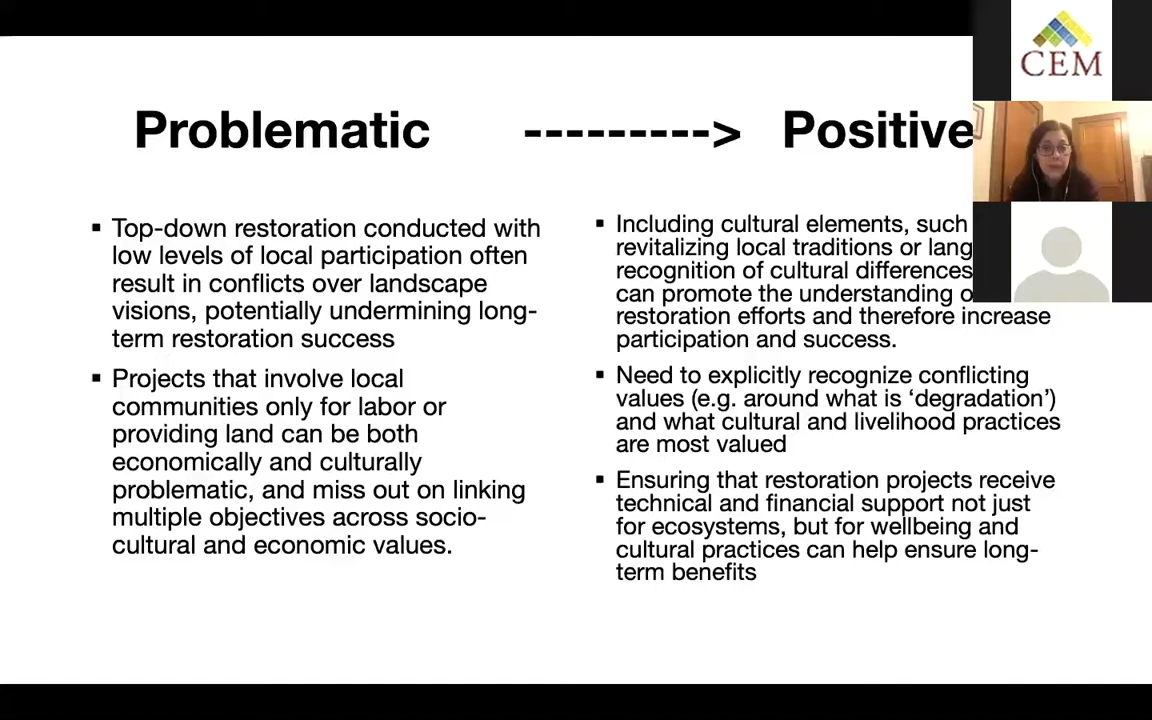 Problematic ---------> Positive
▪ Top-down restoration conducted with
low levels of local participation often
result in conflicts over landscape
visions, potentially undermining long-
term restoration success
▪ Projects that involve local
communities only for labor or
providing land can be both
economically and culturally
problematic, and miss out on linking
multiple objectives across socio-
cultural and economic values.
▪ Including cultural elements, such
revitalizing local traditions or lang
recognition of cultural differences
can promote the understanding o
restoration efforts and therefore increase
participation and success.
▪ Need to explicitly recognize conflicting
values (e.g. around what is ‘degradation’)
and what cultural and livelihood practices
are most valued
▪ Ensuring that restoration projects receive
technical and financial support not just
for ecosystems, but for wellbeing and
cultural practices can help ensure long-
term benefits
CEM